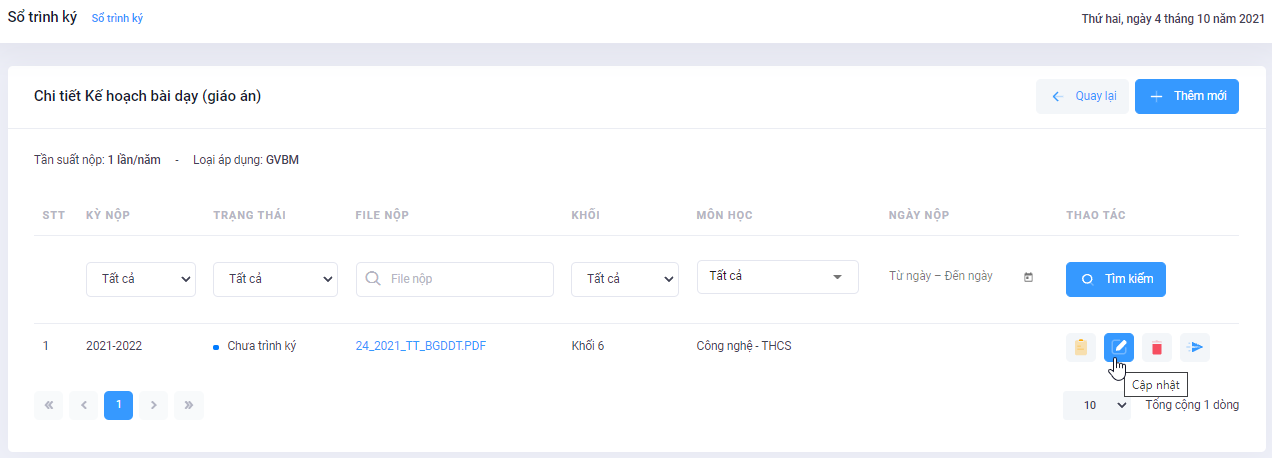 Sổ trình ký Sổ trình ký Thứ hai, ngày 4 tháng 10 năm 2021
Chi tiết Kế hoạch bài dạy (giáo án) Quay lại Thêm mới
Tần suất nộp: 1 lần/năm - Loại áp dụng: GVBM
STT KỲ NỘP TRẠNG THÁI FILE NỘP KHỐI MÔN HỌC NGÀY NỘP THAO TÁC
Tất cả Tất cả File nộp Tất cả Tất cả Từ ngày – Đến ngày Tìm kiếm
1 2021-2022 Chưa trình ký 24_2021_TT_BGDDT.PDF Khối 6 Công nghệ - THCS
Cập nhật
« ‹ 1 › » 10 Tổng cộng 1 dòng